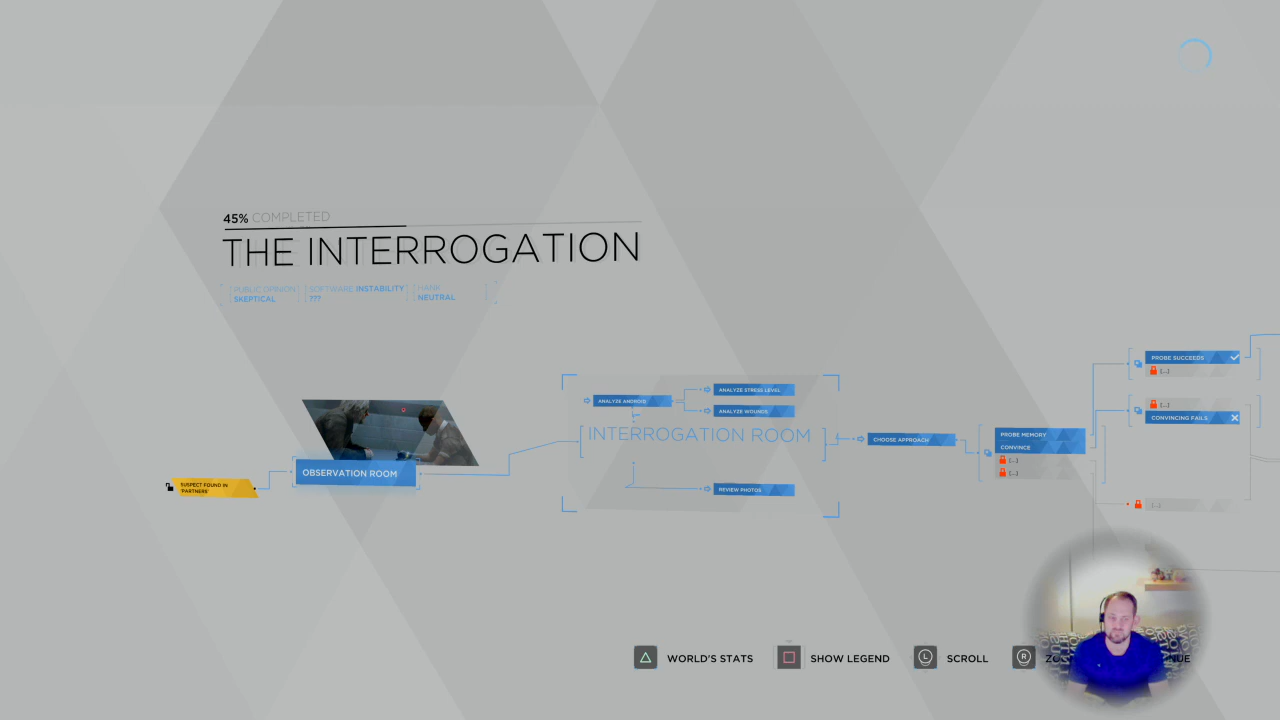 45% COMPLETED
THE INTERROGATION
PUBLIC OPINION
SKEPTICAL
SOFTWARE INSTABILITY
???
HANK
NEUTRAL
SUSPECT FOUND IN
'PARTNERS'
OBSERVATION ROOM
ANALYZE ANDROID
ANALYZE STRESS LEVEL
ANALYZE WOUNDS
INTERROGATION ROOM
REVIEW PHOTOS
CHOOSE APPROACH
PROBE MEMORY
CONVINCE
[...]
[...]
PROBE SUCCEEDS
[...]
[...]
CONVINCING FAILS
[...]
WORLD'S STATS
SHOW LEGEND
L
SCROLL
R